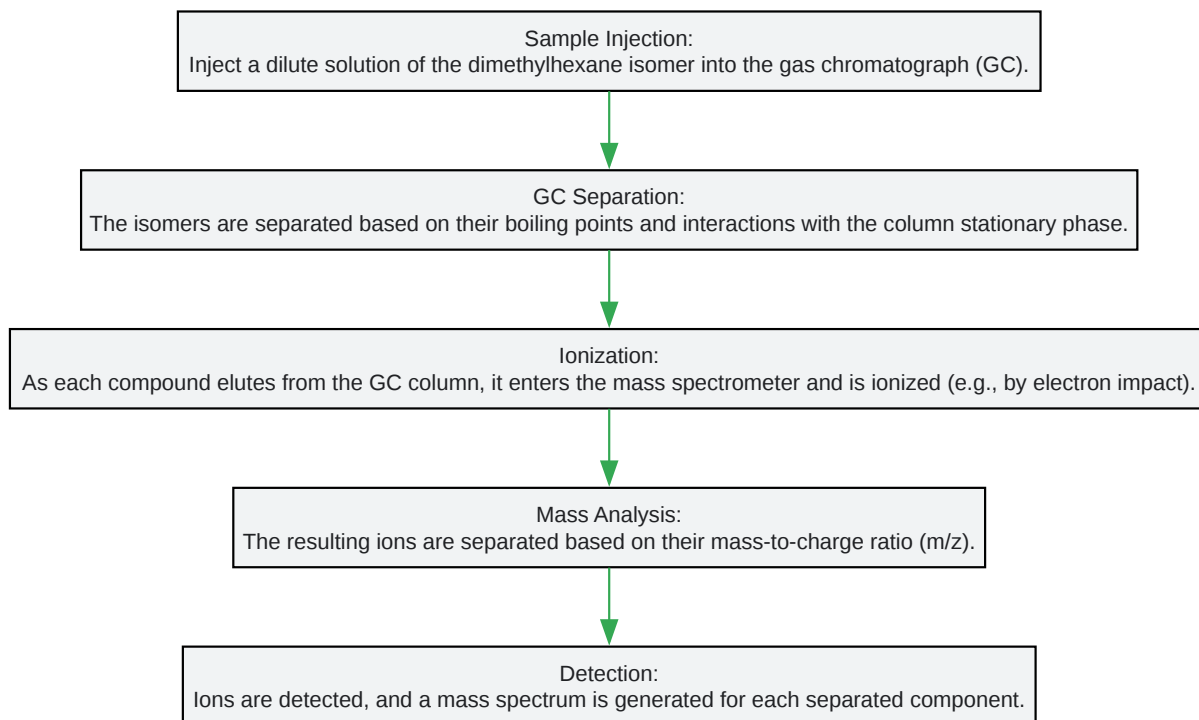 Sample Injection:
Inject a dilute solution of the dimethylhexane isomer into the gas chromatograph (GC).
GC Separation:
The isomers are separated based on their boiling points and interactions with the column stationary phase.
Ionization:
As each compound elutes from the GC column, it enters the mass spectrometer and is ionized (e.g., by electron impact).
Mass Analysis:
The resulting ions are separated based on their mass-to-charge ratio (m/z).
Detection:
Ions are detected, and a mass spectrum is generated for each separated component.